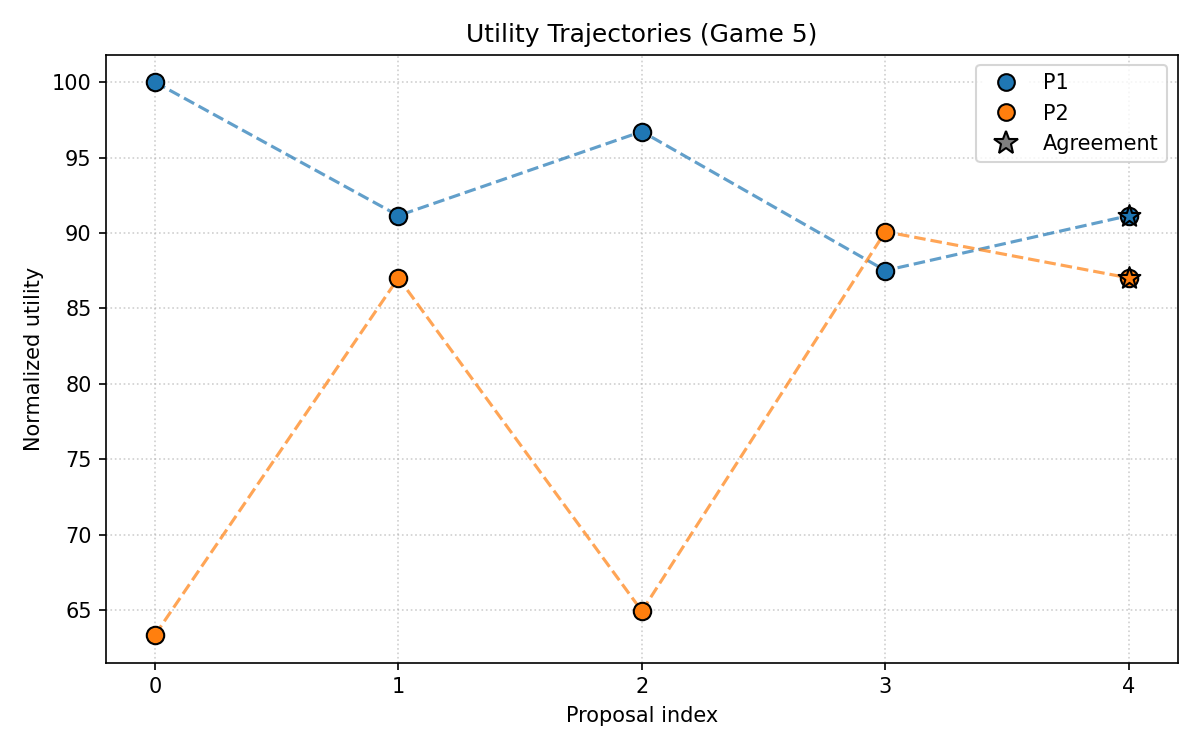 Utility Trajectories (Game 5)
P1
P2
Agreement
Normalized utility
100
95
90
85
80
75
70
65
0 1 2 3 4
Proposal index